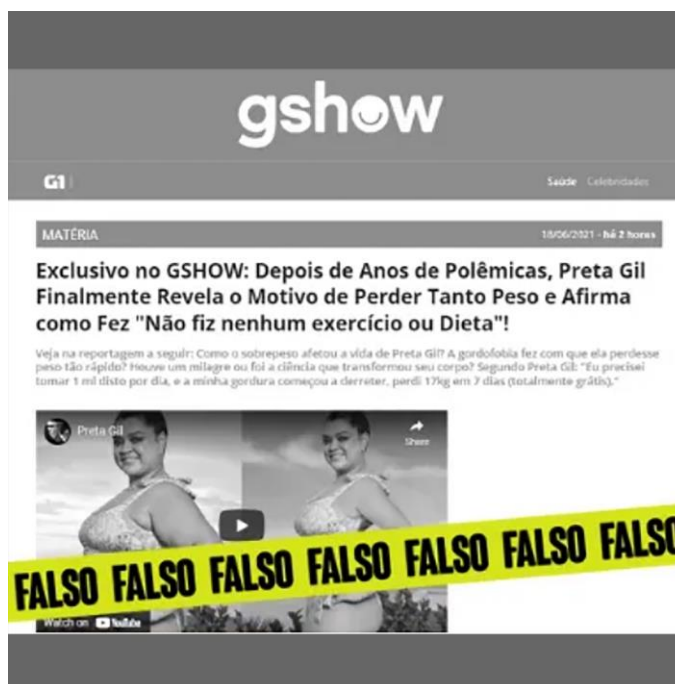 gshow
G1
Saúde Celebridades
MATÉRIA
18/06/2021 - há 2 horas
Exclusivo no GSHOW: Depois de Anos de Polêmicas, Preta Gil
Finalmente Revela o Motivo de Perder Tanto Peso e Afirma
como Fez "Não fiz nenhum exercício ou Dieta"!
Veja na reportagem a seguir: Como o sobrepeso afetou a vida de Preta Gil? A gordofobia fez com que ela perdesse
peso tão rápido? Houve um milagre ou foi a ciência que transformou seu corpo? Segundo Preta Gil: "Eu precisei
tomar 1 ml disto por dia, e a minha gordura começou a derreter, perdi 17kg em 7 dias (totalmente grátis)."
Preta Gil
Share
FALSO FALSO FALSO FALSO FALSO FALSO FALSO
Watch on YouTube